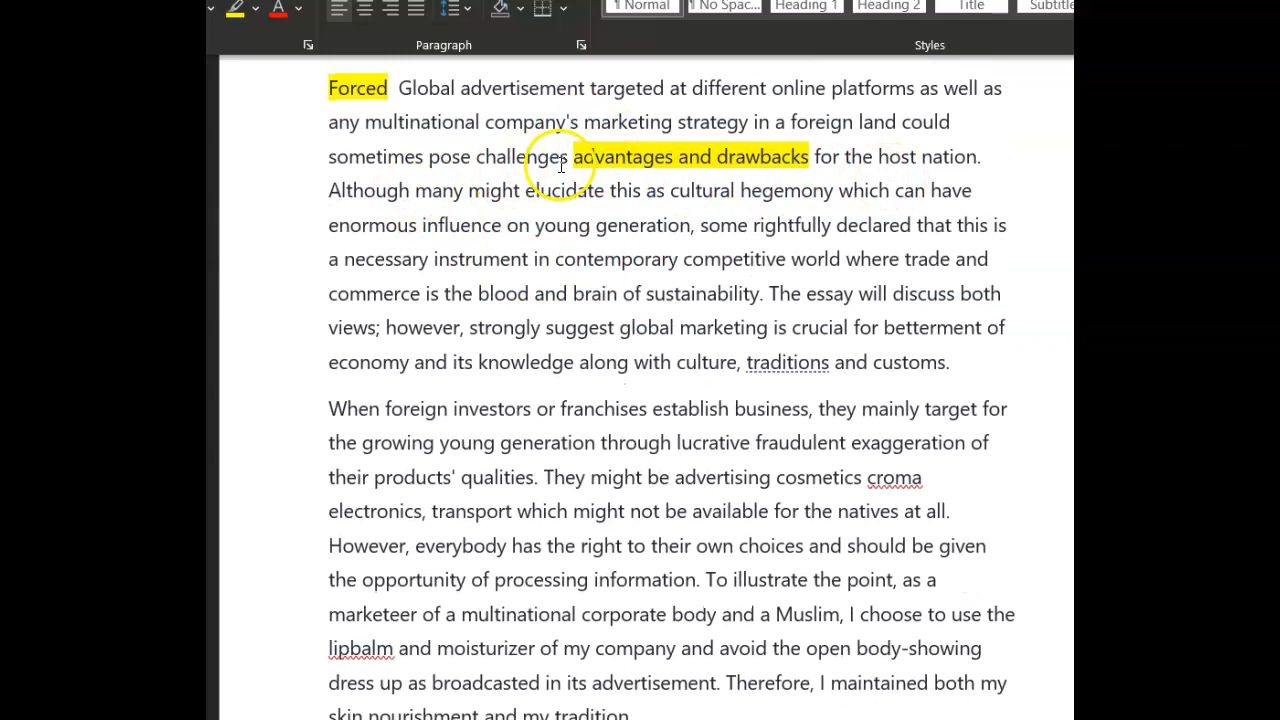 ¶ Normal ¶ No Spac... Heading 1 Heading 2 Title Subtitle
Paragraph Styles
Forced Global advertisement targeted at different online platforms as well as
any multinational company's marketing strategy in a foreign land could
sometimes pose challenges advantages and drawbacks for the host nation.
Although many might elucidate this as cultural hegemony which can have
enormous influence on young generation, some rightfully declared that this is
a necessary instrument in contemporary competitive world where trade and
commerce is the blood and brain of sustainability. The essay will discuss both
views; however, strongly suggest global marketing is crucial for betterment of
economy and its knowledge along with culture, traditions and customs.
When foreign investors or franchises establish business, they mainly target for
the growing young generation through lucrative fraudulent exaggeration of
their products' qualities. They might be advertising cosmetics croma
electronics, transport which might not be available for the natives at all.
However, everybody has the right to their own choices and should be given
the opportunity of processing information. To illustrate the point, as a
marketeer of a multinational corporate body and a Muslim, I choose to use the
lipbalm and moisturizer of my company and avoid the open body-showing
dress up as broadcasted in its advertisement. Therefore, I maintained both my
skin nourishment and my tradition.